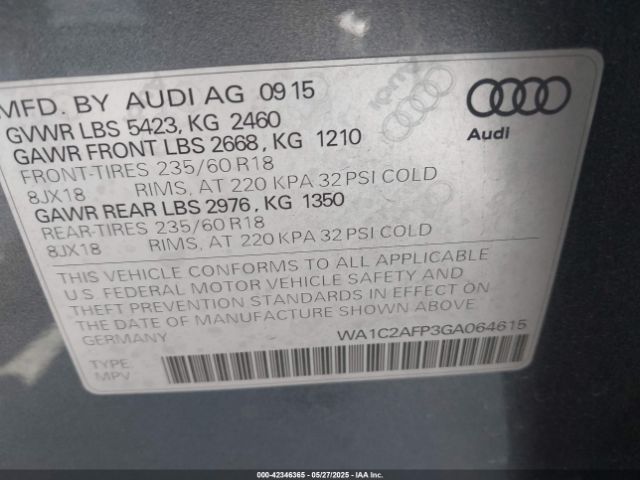 MFD. BY AUDI AG 0915
GVWR LBS 5423, KG 2460
GAWR FRONT LBS 2668, KG 1210
FRONT-TIRES 235/60 R18
8JX18 RIMS, AT 220 KPA 32 PSI COLD
GAWR REAR LBS 2976, KG 1350
REAR-TIRES 235/60 R18
8JX18 RIMS, AT 220 KPA 32 PSI COLD
Audi
THIS VEHICLE CONFORMS TO ALL APPLICABLE
U.S. FEDERAL MOTOR VEHICLE SAFETY AND
THEFT PREVENTION STANDARDS IN EFFECT ON
THE DATE OF MANUFACTURE SHOWN ABOVE
GERMANY
WA1C2AFP3GA064615
TYPE:
MPV
000-42346365 - 05/27/2025 - IAAI Inc.